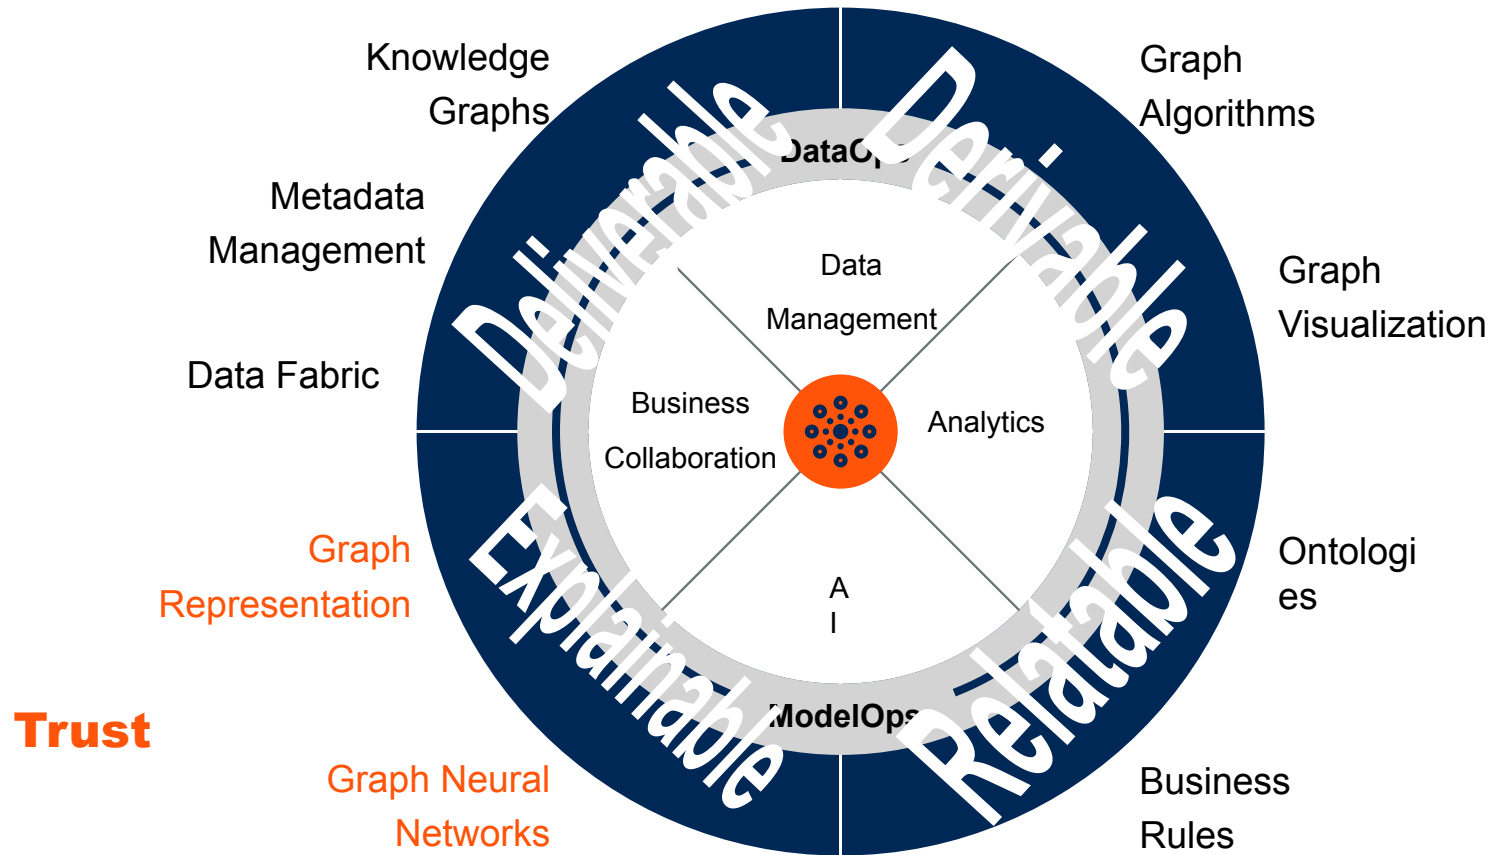 Knowledge
Graphs
Graph
Algorithms
Deliverable
Derivable
DataOps
Metadata
Management
Data
Management
Graph
Visualization
Data Fabric
Business
Collaboration
Analytics
Graph
Representation
Explainable
Relatable
Ontologi
es
A
I
ModelOps
Trust
Graph Neural
Networks
Business
Rules